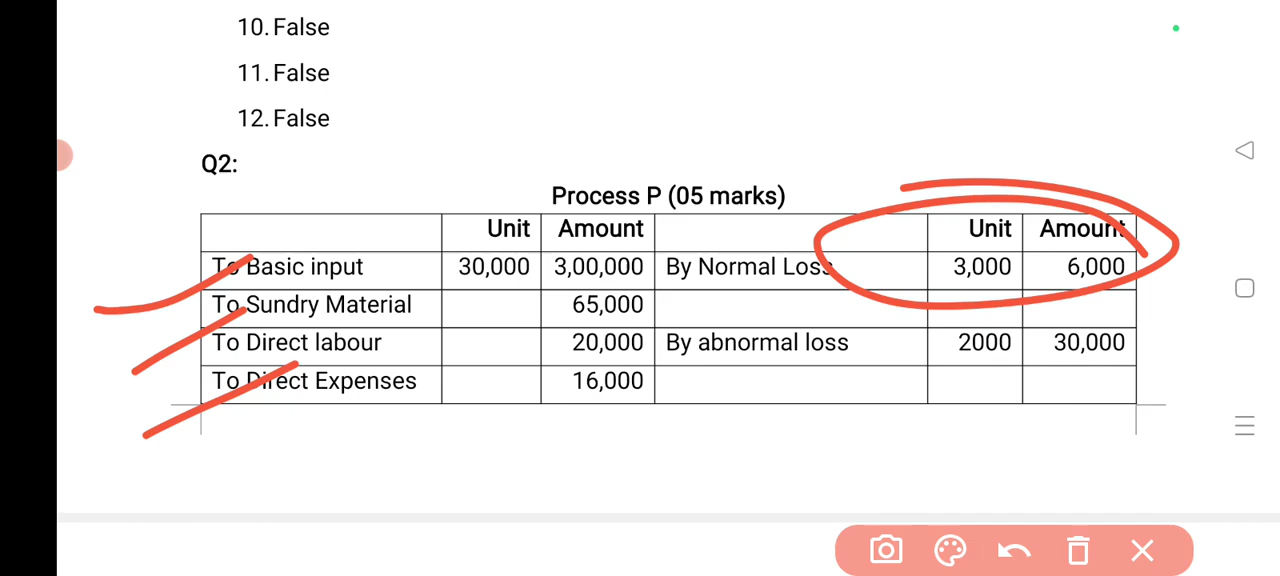 10. False
11. False
12. False
Q2:
Process P (05 marks)
Unit Amount Unit Amount
To Basic input 30,000 3,00,000 By Normal Loss 3,000 6,000
To Sundry Material 65,000
To Direct labour 20,000 By abnormal loss 2000 30,000
To Direct Expenses 16,000